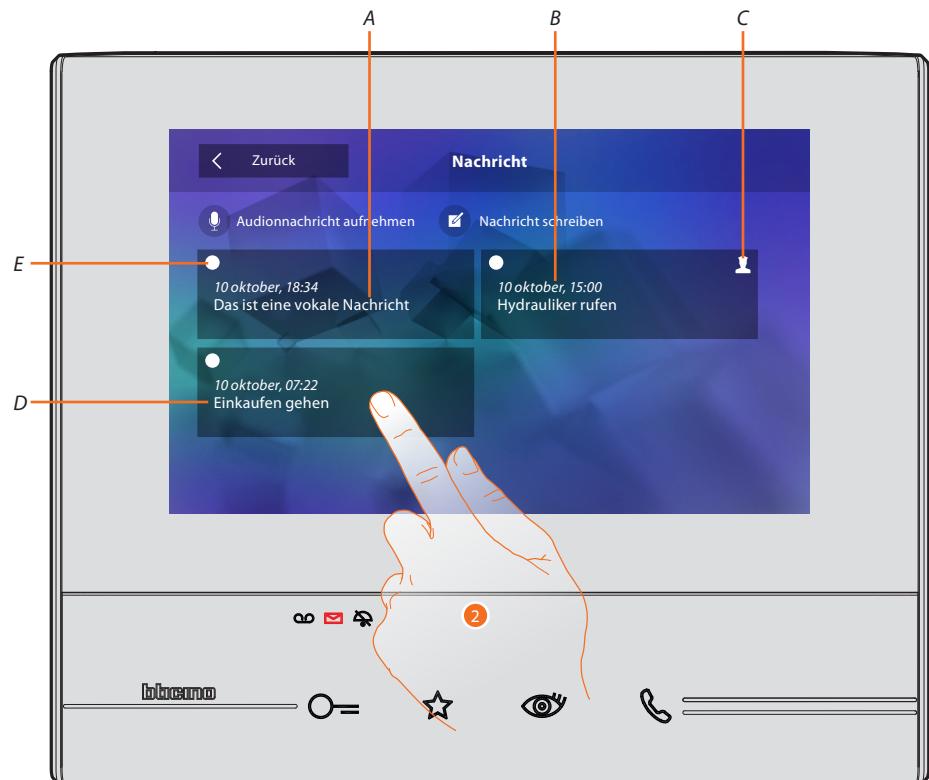 A
B
C
Zurück
Nachricht
Audionnachricht aufnehmen
Nachricht schreiben
E
10 oktober, 18:34
Das ist eine vokale Nachricht
10 oktober, 15:00
Hydrauliker rufen
D
10 oktober, 07:22
Einkaufen gehen
2
bticino